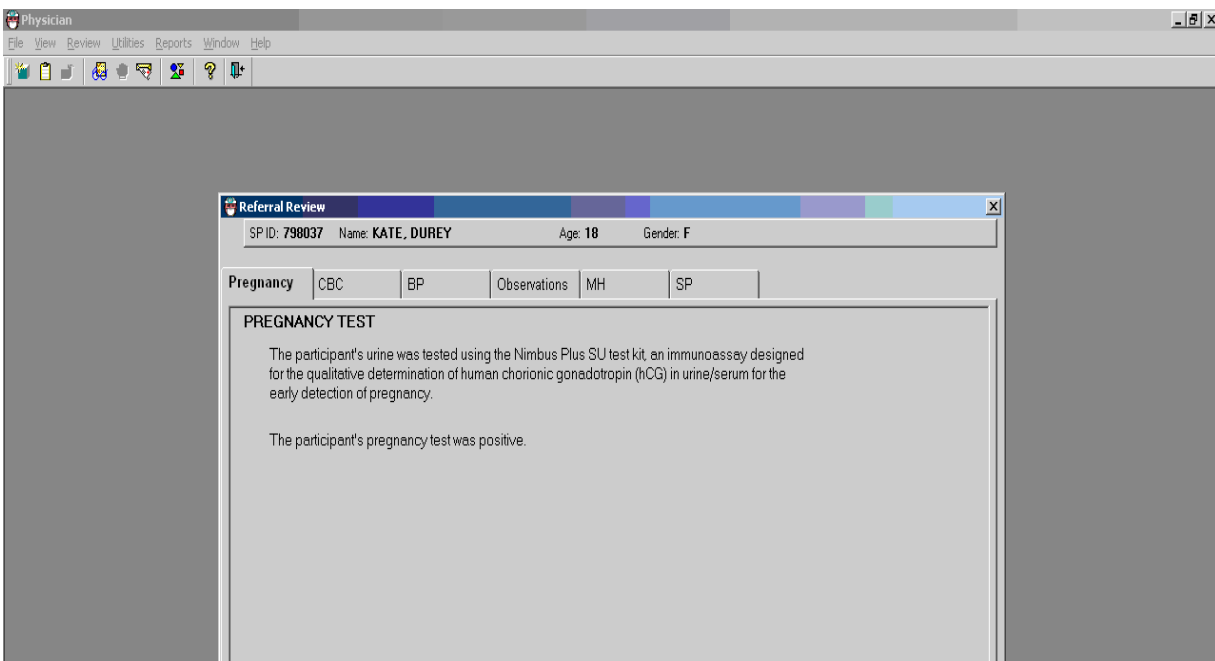 Physician
File View Review Utilities Reports Window Help
Referral Review
SP ID: 798037 Name: KATE, DUREY Age: 18 Gender: F
Pregnancy CBC BP Observations MH SP
PREGNANCY TEST
The participant's urine was tested using the Nimbus Plus SU test kit, an immunoassay designed
for the qualitative determination of human chorionic gonadotropin (hCG) in urine/serum for the
early detection of pregnancy.
The participant's pregnancy test was positive.